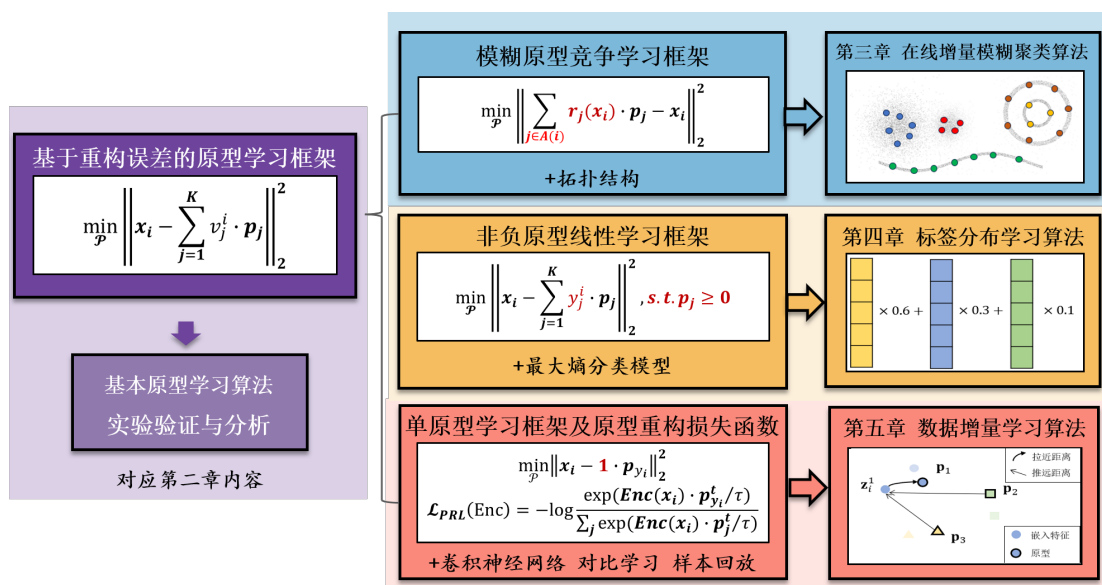 基于重构误差的原型学习框架
min_𝒫 ‖x_i − ∑_{j=1}^{K} v_j^i · p_j‖_2^2
基本原型学习算法
实验验证与分析
对应第二章内容
模糊原型竞争学习框架
min_𝒫 ‖∑_{j∈A(i)} r_j(x_i) · p_j − x_i‖_2^2
+拓扑结构
第三章 在线增量模糊聚类算法
非负原型线性学习框架
min_𝒫 ‖x_i − ∑_{j=1}^{K} y_j^i · p_j‖_2^2 , s.t. p_j ≥ 0
+最大熵分类模型
第四章 标签分布学习算法
× 0.6 + × 0.3 + × 0.1
单原型学习框架及原型重构损失函数
min_𝒫 ‖x_i − 1 · p_{y_i}‖_2^2
ℒ_PRL(Enc) = −log exp(Enc(x_i) · p_{y_i}^t/τ) / ∑_j exp(Enc(x_i) · p_j^t/τ)
+卷积神经网络 对比学习 样本回放
第五章 数据增量学习算法
拉近距离
推远距离
p_1
z_i^1
p_2
p_3
嵌入特征
原型